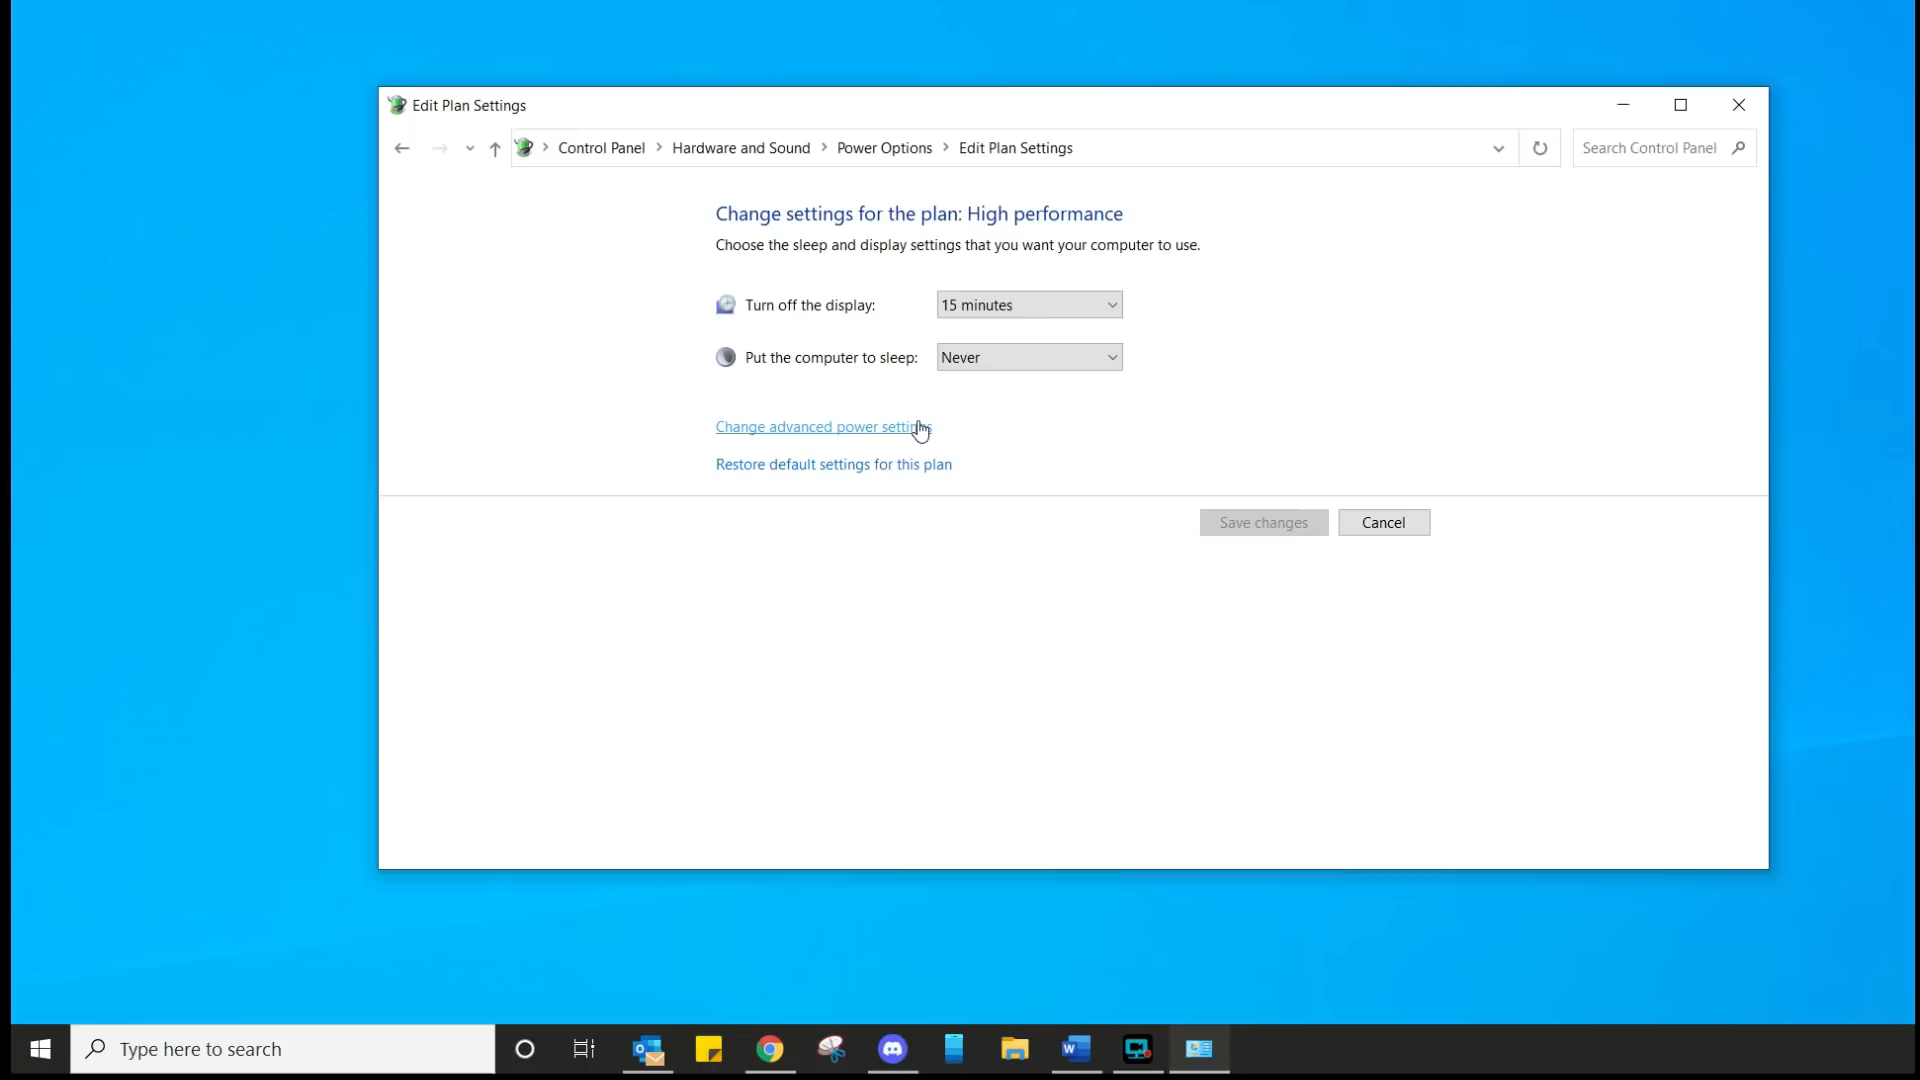 Edit Plan Settings
Control Panel > Hardware and Sound > Power Options > Edit Plan Settings
Search Control Panel
Change settings for the plan: High performance
Choose the sleep and display settings that you want your computer to use.
Turn off the display: 15 minutes
Put the computer to sleep: Never
Change advanced power settings
Restore default settings for this plan
Save changes Cancel
Type here to search